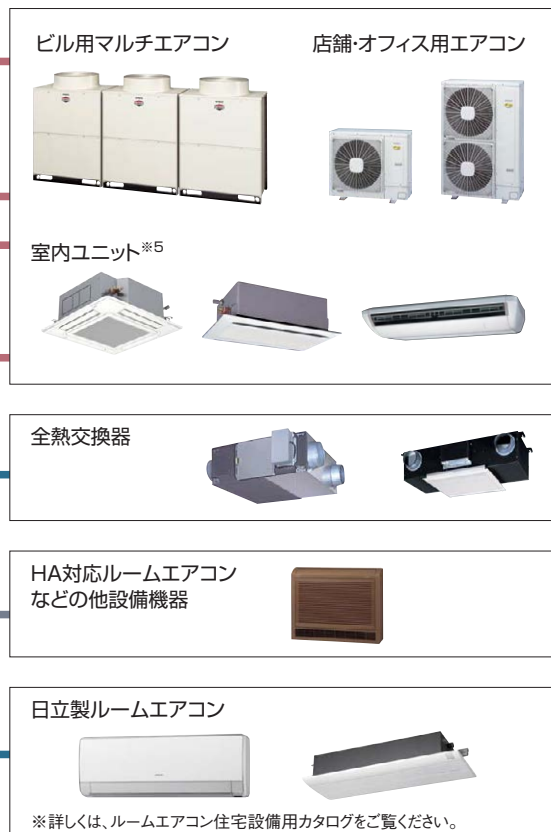 ビル用マルチエアコン
店舗・オフィス用エアコン
室内ユニット※5
全熱交換器
HA対応ルームエアコン
などの他設備機器
日立製ルームエアコン
※詳しくは、ルームエアコン住宅設備用カタログをご覧ください。